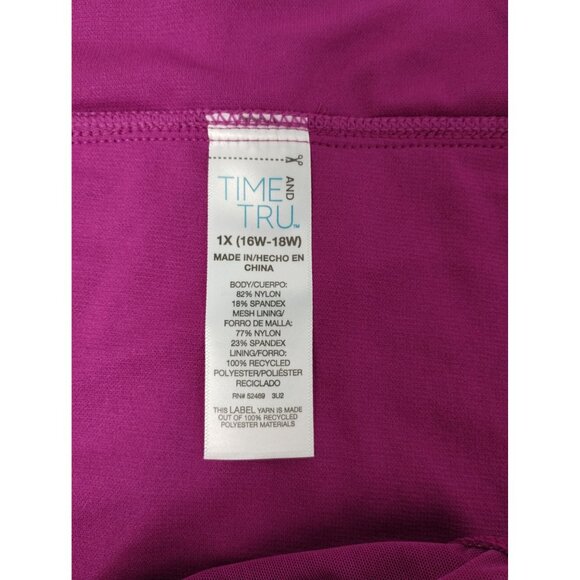 TIME AND
TRU™
1X (16W-18W)
MADE IN/HECHO EN
CHINA
BODY/CUERPO:
82% NYLON
18% SPANDEX
MESH LINING/
FORRO DE MALLA:
77% NYLON
23% SPANDEX
LINING/FORRO:
100% RECYCLED
POLYESTER/POLIÉSTER
RECICLADO
RN# 52469 3U2
THIS LABEL YARN IS MADE
OUT OF 100% RECYCLED
POLYESTER MATERIALS